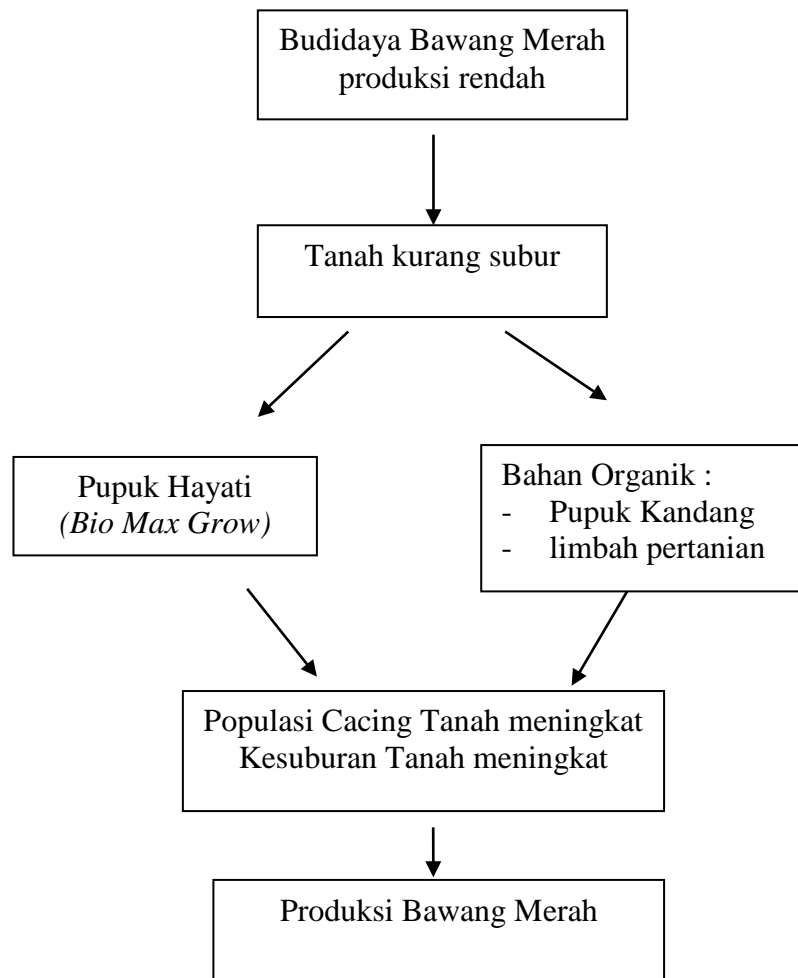 Budidaya Bawang Merah
produksi rendah
Tanah kurang subur
Pupuk Hayati
(Bio Max Grow)
Bahan Organik :
- Pupuk Kandang
- limbah pertanian
Populasi Cacing Tanah meningkat
Kesuburan Tanah meningkat
Produksi Bawang Merah